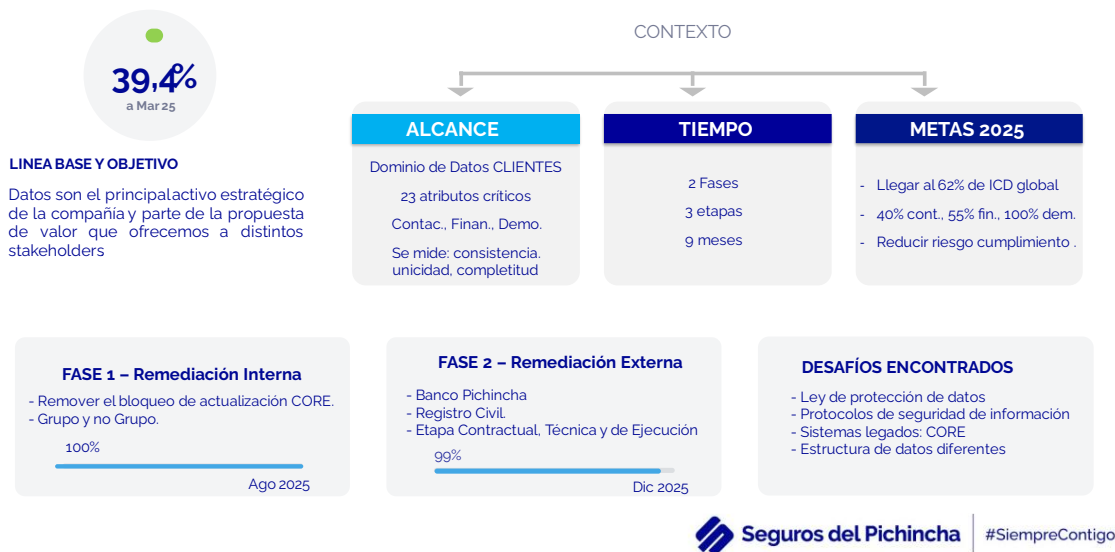 39,4%
a Mar 25
LINEA BASE Y OBJETIVO
Datos son el principal activo estratégico
de la compañía y parte de la propuesta
de valor que ofrecemos a distintos
stakeholders
CONTEXTO
ALCANCE
Dominio de Datos CLIENTES
23 atributos críticos
Contac., Finan., Demo.
Se mide: consistencia.
unicidad, completitud
TIEMPO
2 Fases
3 etapas
9 meses
METAS 2025
- Llegar al 62% de ICD global
- 40% cont., 55% fin., 100% dem.
- Reducir riesgo cumplimiento .
FASE 1 – Remediación Interna
- Remover el bloqueo de actualización CORE.
- Grupo y no Grupo.
100%
Ago 2025
FASE 2 – Remediación Externa
- Banco Pichincha
- Registro Civil.
- Etapa Contractual, Técnica y de Ejecución
99%
Dic 2025
DESAFÍOS ENCONTRADOS
- Ley de protección de datos
- Protocolos de seguridad de información
- Sistemas legados: CORE
- Estructura de datos diferentes
Seguros del Pichincha
#SiempreContigo